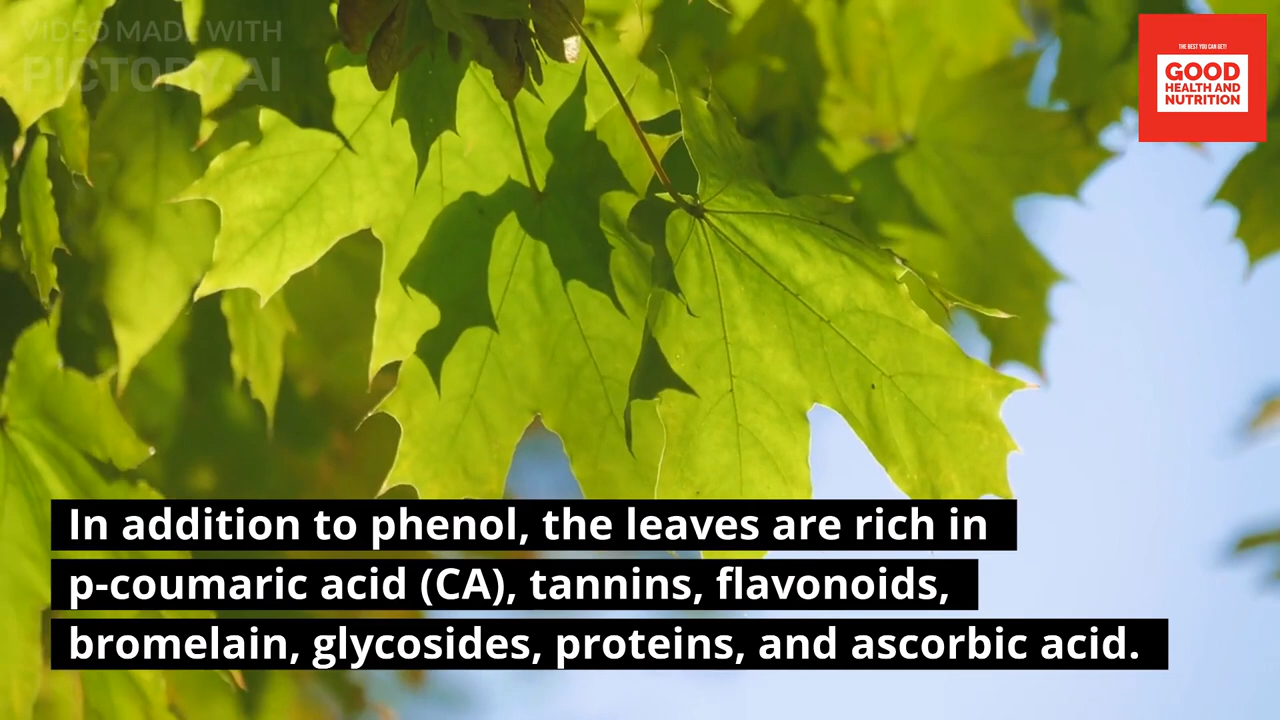 VIDEO MADE WITH
PICTORY.AI
THE BEST YOU CAN GET!
GOOD
HEALTH AND
NUTRITION
In addition to phenol, the leaves are rich in
p-coumaric acid (CA), tannins, flavonoids,
bromelain, glycosides, proteins, and ascorbic acid.